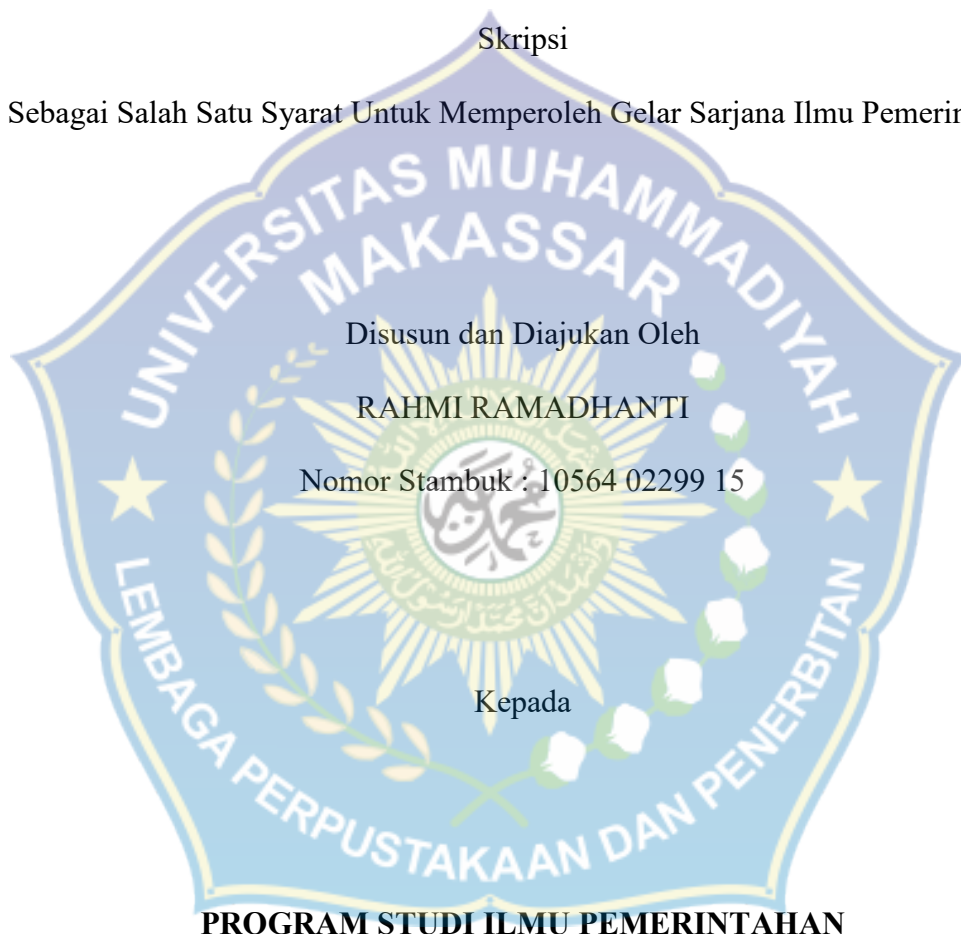 Skripsi
Sebagai Salah Satu Syarat Untuk Memperoleh Gelar Sarjana Ilmu Pemerin
UNIVERSITAS MUHAMMADIYAH
MAKASSAR
Disusun dan Diajukan Oleh
RAHMI RAMADHANTI
Nomor Stambuk : 10564 02299 15
Kepada
LEMBAGA PERPUSTAKAAN DAN PENERBITAN
PROGRAM STUDI ILMU PEMERINTAHAN